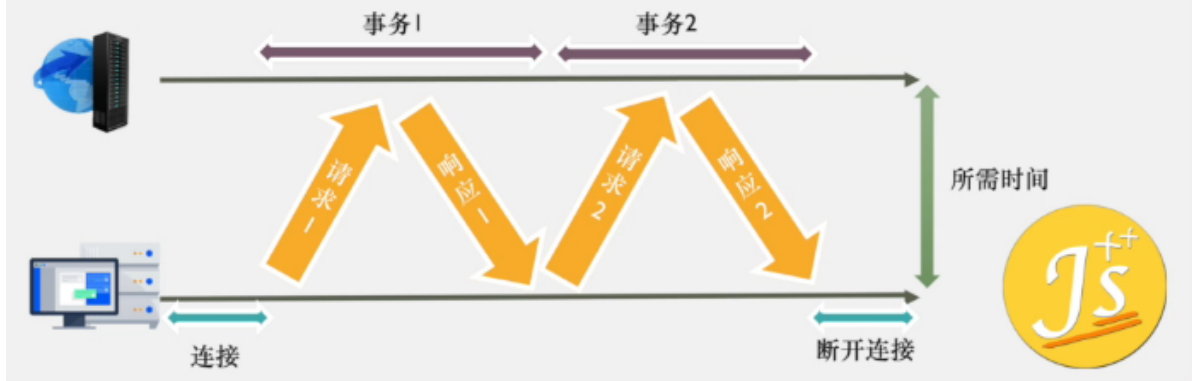 事务1
事务2
请求1
响应1
请求2
响应2
所需时间
连接
断开连接
Js++